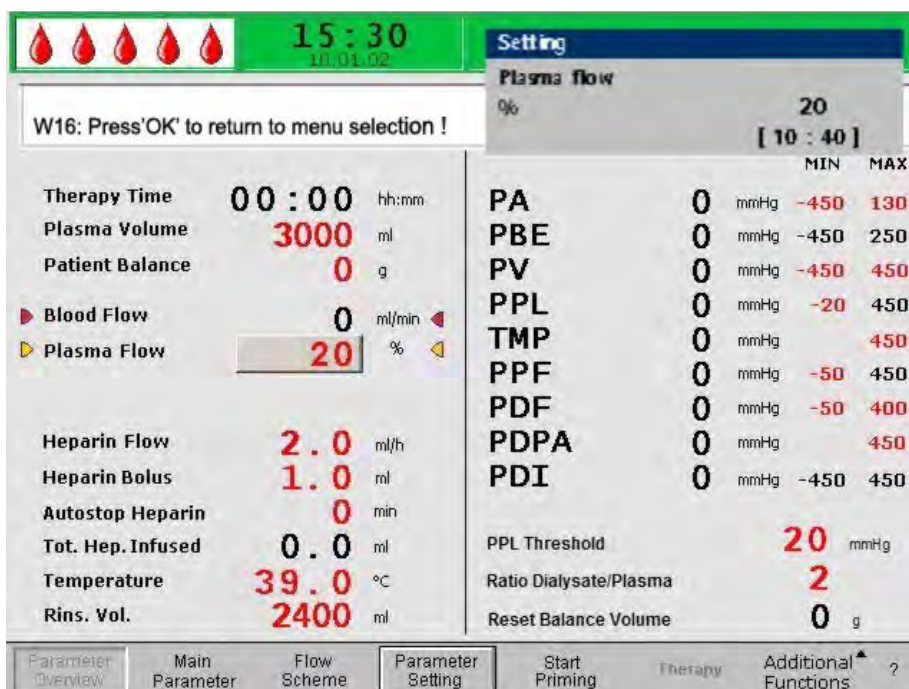 15:30
10.01.02
Setting
Plasma flow
% 20
[ 10 : 40 ]
W16: Press'OK' to return to menu selection !
Therapy Time 00:00 hh:mm
Plasma Volume 3000 ml
Patient Balance 0 g
Blood Flow 0 ml/min
Plasma Flow 20 %
Heparin Flow 2.0 ml/h
Heparin Bolus 1.0 ml
Autostop Heparin 0 min
Tot. Hep. Infused 0.0 ml
Temperature 39.0 °C
Rins. Vol. 2400 ml
MIN MAX
PA 0 mmHg -450 130
PBE 0 mmHg -450 250
PV 0 mmHg -450 450
PPL 0 mmHg -20 450
TMP 0 mmHg 450
PPF 0 mmHg -50 450
PDF 0 mmHg -50 400
PDPA 0 mmHg 450
PDI 0 mmHg -450 450
PPL Threshold 20 mmHg
Ratio Dialysate/Plasma 2
Reset Balance Volume 0 g
Parameter
Overview
Main
Parameter
Flow
Scheme
Parameter
Setting
Start
Priming
Therapy
Additional
Functions
?